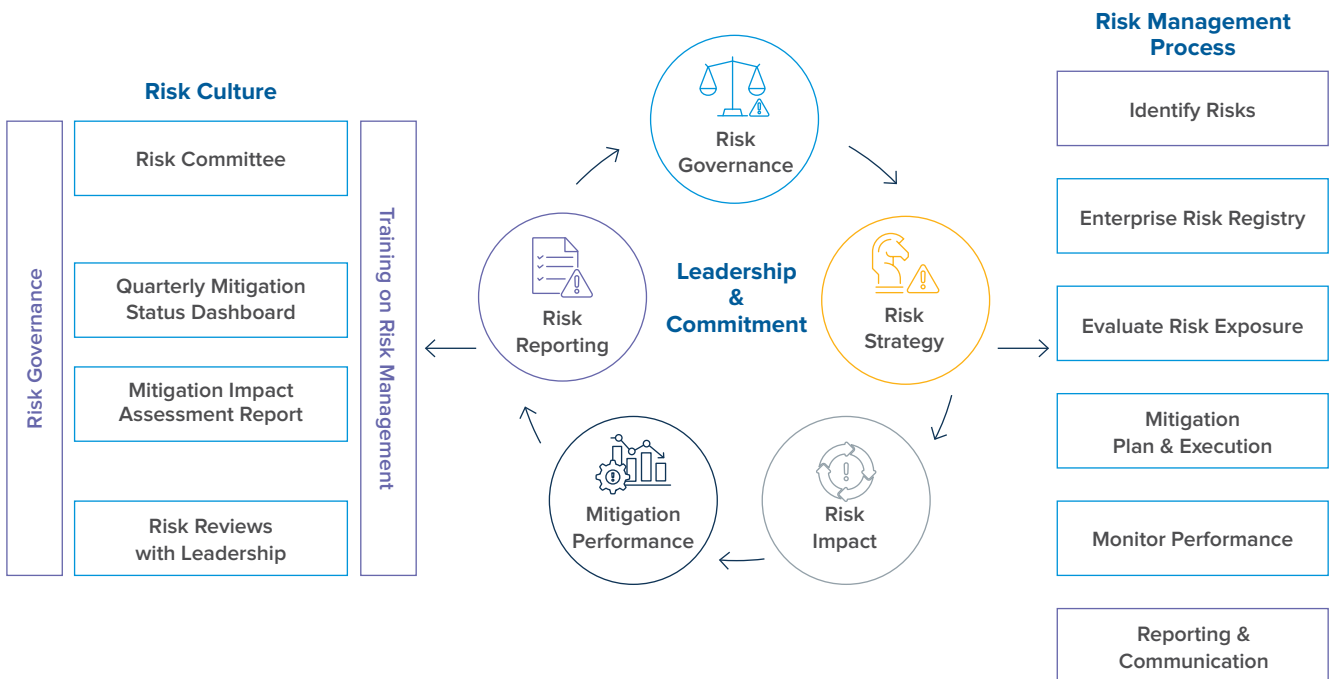 Risk Culture
Risk Governance
Risk Committee
Quarterly Mitigation
Status Dashboard
Mitigation Impact
Assessment Report
Risk Reviews
with Leadership
Training on Risk Management
Risk
Governance
Risk
Strategy
Risk
Impact
Mitigation
Performance
Risk
Reporting
Leadership
&
Commitment
Risk Management
Process
Identify Risks
Enterprise Risk Registry
Evaluate Risk Exposure
Mitigation
Plan & Execution
Monitor Performance
Reporting &
Communication